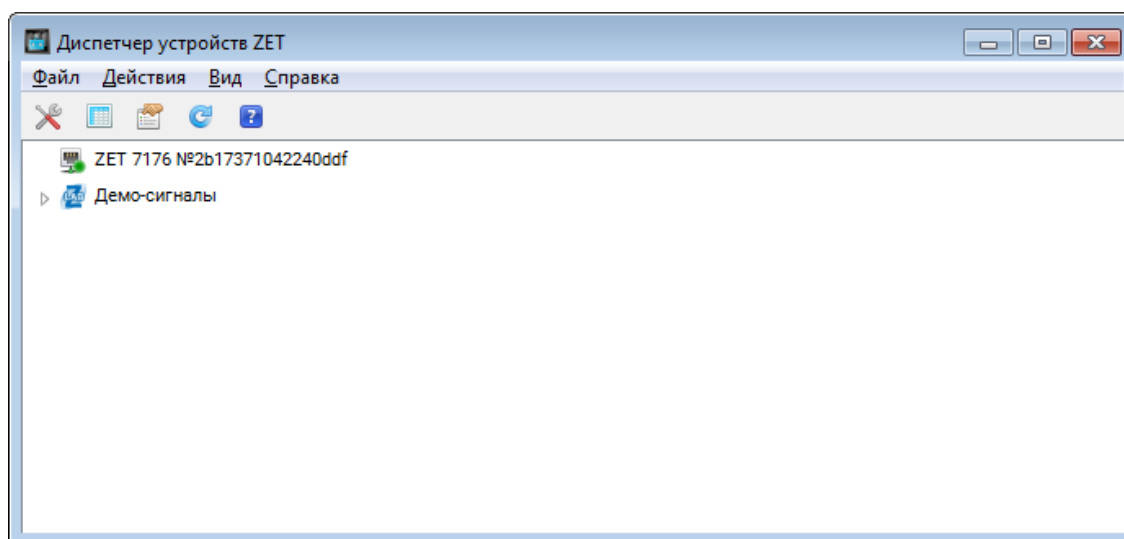 Диспетчер устройств ZET
Файл Действия Вид Справка
ZET 7176 №2b17371042240ddf
Демо-сигналы